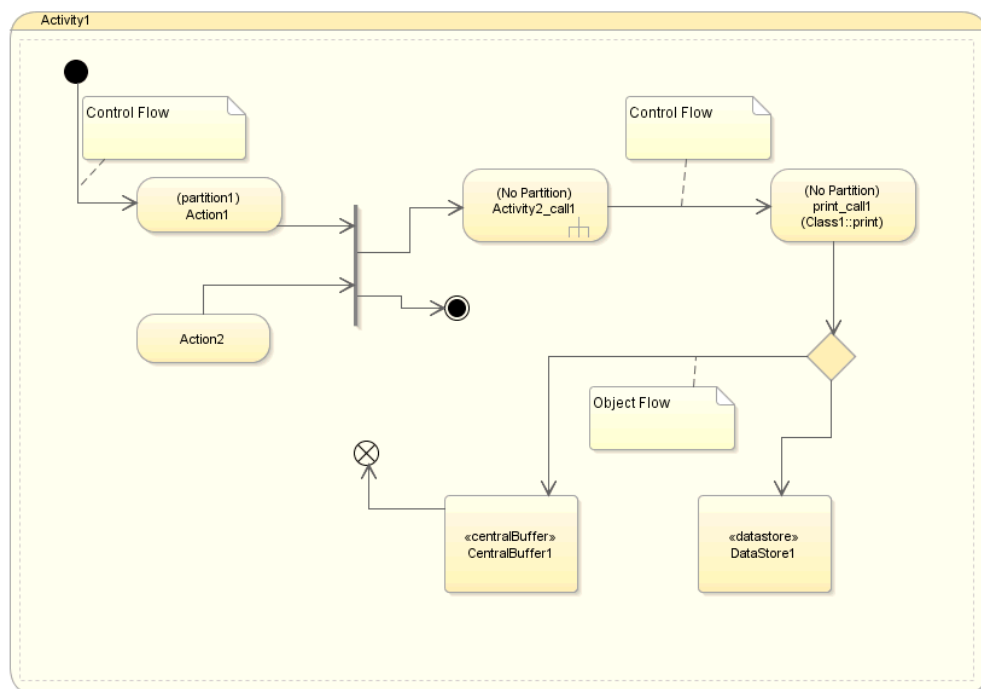 Activity1
Control Flow
Control Flow
(partition1)
Action1
(No Partition)
Activity2_call1
(No Partition)
print_call1
(Class1::print)
Action2
Object Flow
«centralBuffer»
CentralBuffer1
«datastore»
DataStore1